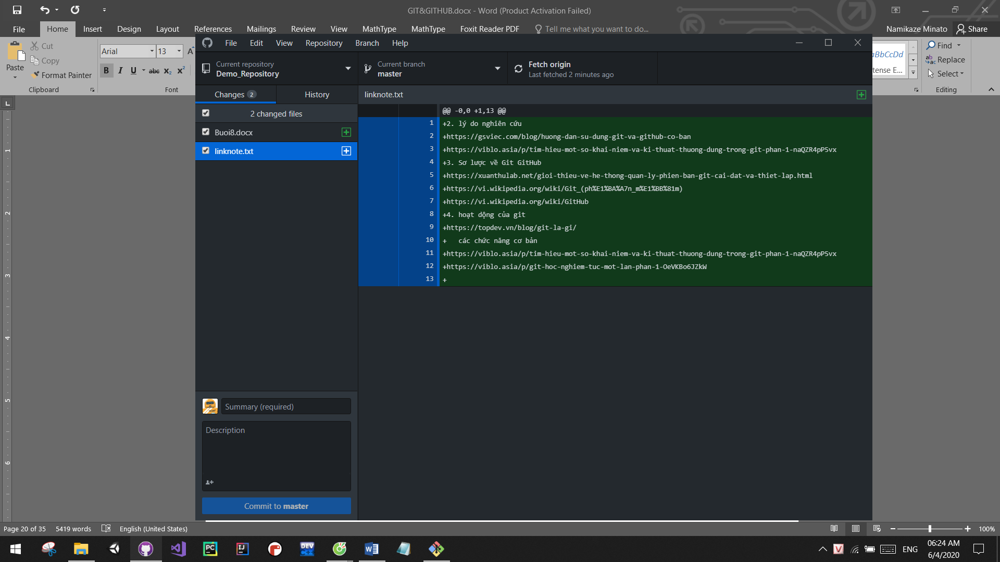 GIT&GITHUB.docx - Word (Product Activation Failed)
File Home Insert Design Layout References Mailings Review View MathType MathType Foxit Reader PDF Tell me what you want to do...
Namikaze Minato Share
Paste
Cut
Copy
Format Painter
Clipboard
Arial 13
B I U abc X₂ X²
Font
Find
Replace
Select
Editing
File Edit View Repository Branch Help
Current repository
Demo_Repository
Current branch
master
Fetch origin
Last fetched 2 minutes ago
Changes 2 History
2 changed files
Buoi8.docx
linknote.txt
linknote.txt
@@ -0,0 +1,13 @@
1 +2. lý do nghiên cứu
2 +https://gsviec.com/blog/huong-dan-su-dung-git-va-github-co-ban
3 +https://viblo.asia/p/tim-hieu-mot-so-khai-niem-va-ki-thuat-thuong-dung-trong-git-phan-1-naQZR4pP5vx
4 +3. Sơ lược về Git GitHub
5 +https://xuanthulab.net/gioi-thieu-ve-he-thong-quan-ly-phien-ban-git-cai-dat-va-thiet-lap.html
6 +https://vi.wikipedia.org/wiki/Git_(ph%E1%BA%A7n_m%E1%BB%81m)
7 +https://vi.wikipedia.org/wiki/GitHub
8 +4. hoạt động của git
9 +https://topdev.vn/blog/git-la-gi/
10 +   các chức năng cơ bản
11 +https://viblo.asia/p/tim-hieu-mot-so-khai-niem-va-ki-thuat-thuong-dung-trong-git-phan-1-naQZR4pP5vx
12 +https://viblo.asia/p/git-hoc-nghiem-tuc-mot-lan-phan-1-OeVKBo6JZkW
13 +
Summary (required)
Description
Commit to master
Page 20 of 35 5419 words English (United States)
100%
ENG
06:24 AM
6/4/2020